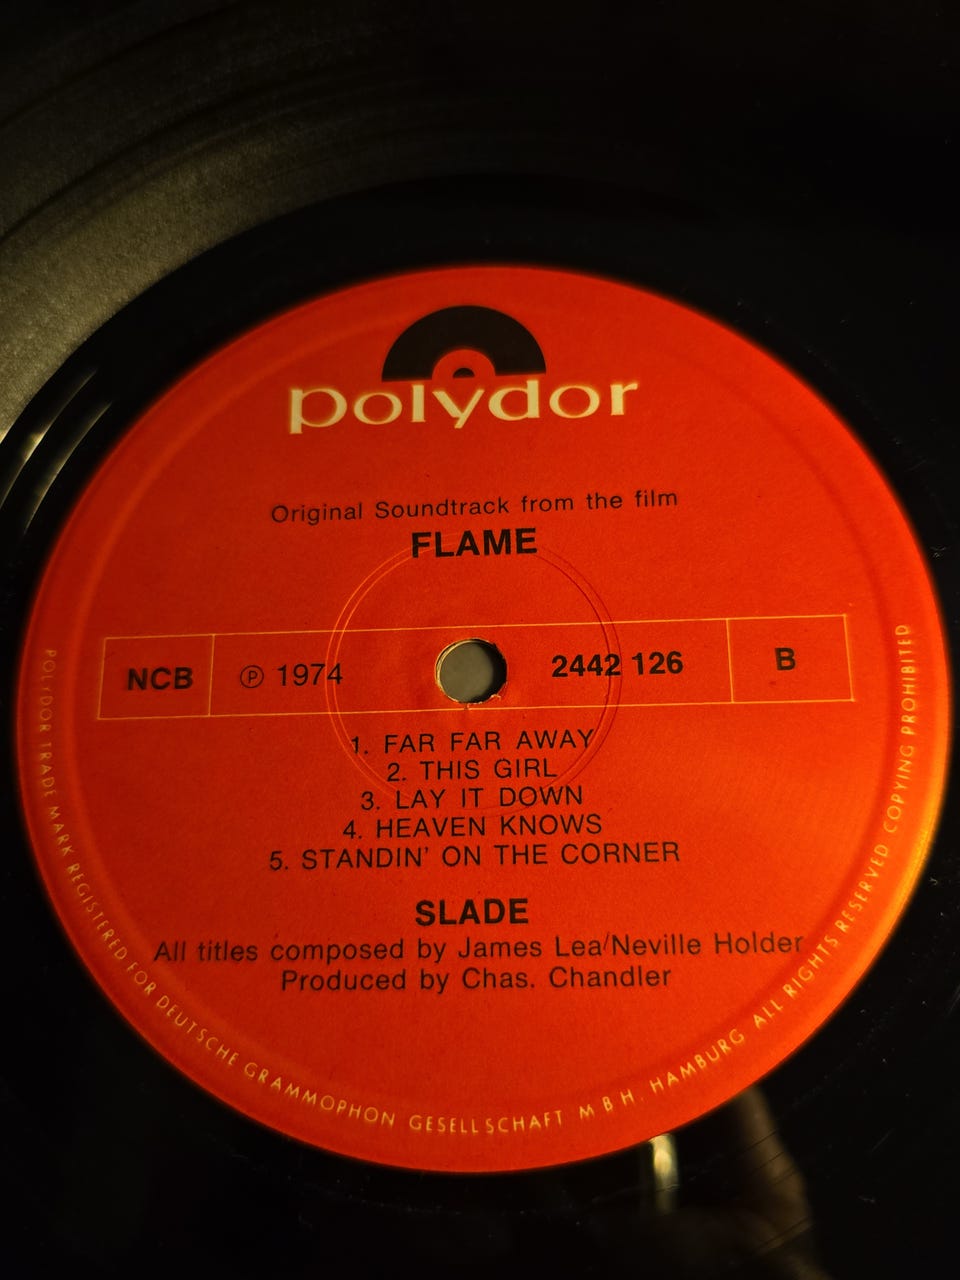 polydor
Original Soundtrack from the film
FLAME
NCB ℗ 1974 2442 126 B
1. FAR FAR AWAY
2. THIS GIRL
3. LAY IT DOWN
4. HEAVEN KNOWS
5. STANDIN' ON THE CORNER
SLADE
All titles composed by James Lea/Neville Holder
Produced by Chas. Chandler
POLYDOR TRADE MARK REGISTERED FOR DEUTSCHE GRAMMOPHON GESELLSCHAFT M B H. HAMBURG ALL RIGHTS RESERVED COPYING PROHIBITED